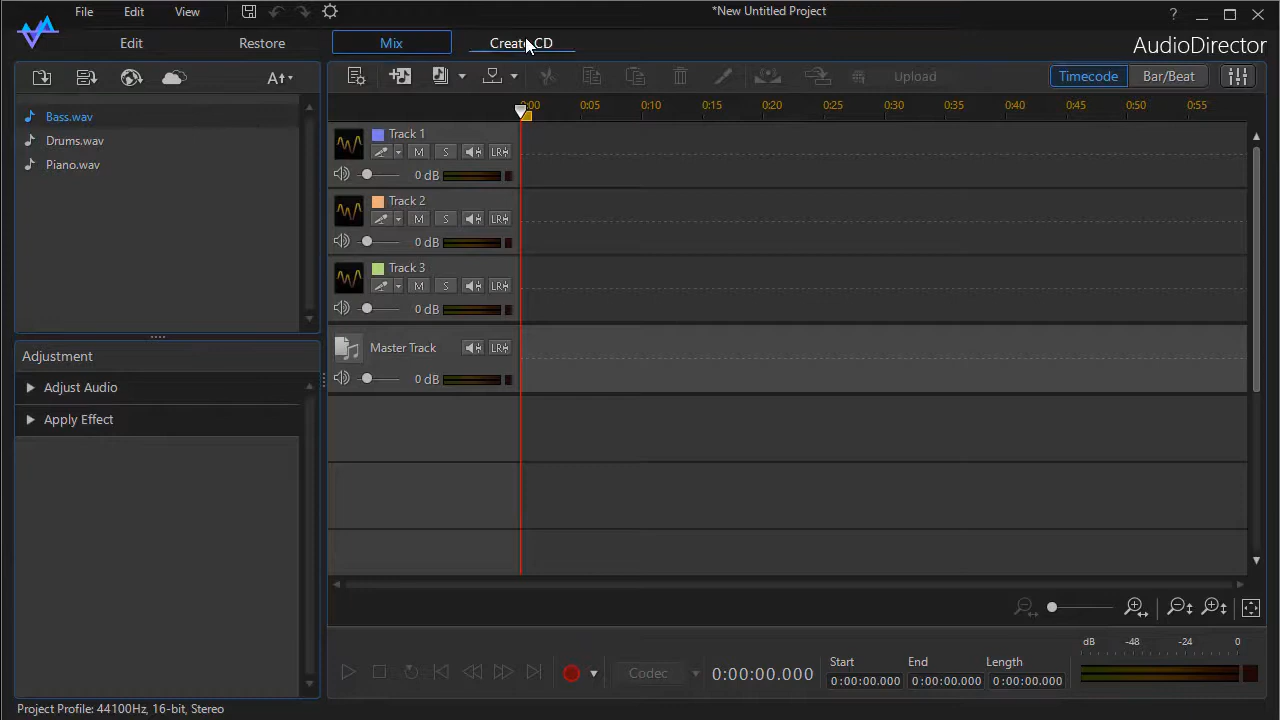 File Edit View
*New Untitled Project
?
Edit Restore Mix Create CD
AudioDirector
Upload
Timecode Bar/Beat
Bass.wav
Drums.wav
Piano.wav
0:00 0:05 0:10 0:15 0:20 0:25 0:30 0:35 0:40 0:45 0:50 0:55
Track 1
M S LR
0 dB
Track 2
M S LR
0 dB
Track 3
M S LR
0 dB
Master Track LR
0 dB
Adjustment
Adjust Audio
Apply Effect
Codec
0:00:00.000
Start End Length
0:00:00.000 0:00:00.000 0:00:00.000
dB -48 -24 0
Project Profile: 44100Hz, 16-bit, Stereo